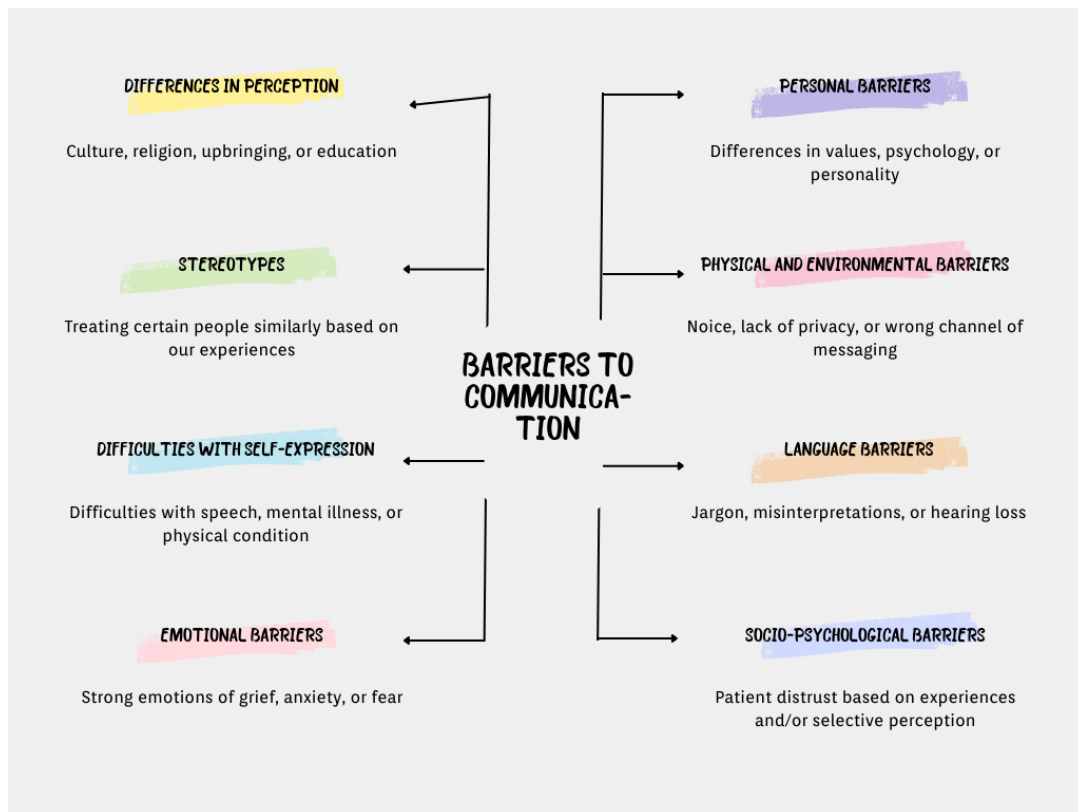 DIFFERENCES IN PERCEPTION
Culture, religion, upbringing, or education
STEREOTYPES
Treating certain people similarly based on
our experiences
DIFFICULTIES WITH SELF-EXPRESSION
Difficulties with speech, mental illness, or
physical condition
EMOTIONAL BARRIERS
Strong emotions of grief, anxiety, or fear
BARRIERS TO
COMMUNICA-
TION
PERSONAL BARRIERS
Differences in values, psychology, or
personality
PHYSICAL AND ENVIRONMENTAL BARRIERS
Noice, lack of privacy, or wrong channel of
messaging
LANGUAGE BARRIERS
Jargon, misinterpretations, or hearing loss
SOCIO-PSYCHOLOGICAL BARRIERS
Patient distrust based on experiences
and/or selective perception